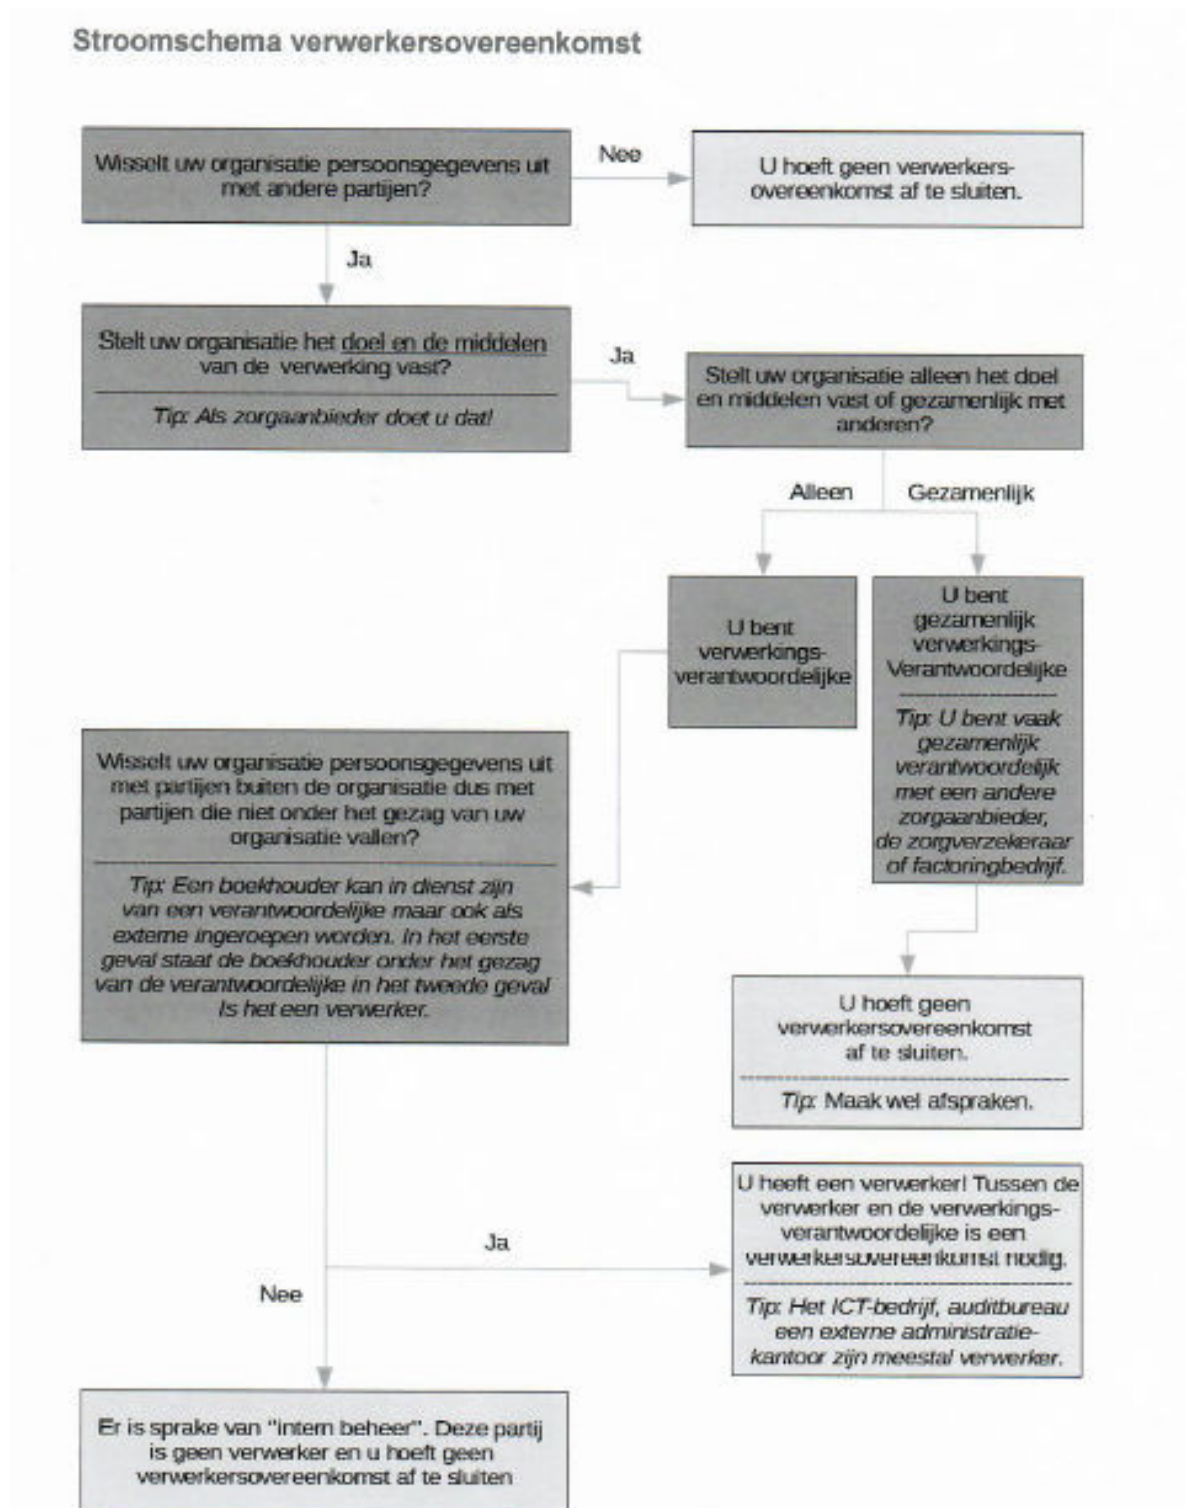 Stroomschema verwerkersovereenkomst
Wisselt uw organisatie persoonsgegevens uit
met andere partijen?
Nee
U hoeft geen verwerkers-
overeenkomst af te sluiten.
Ja
Stelt uw organisatie het doel en de middelen
van de verwerking vast?
Tip: Als zorgaanbieder doet u dat!
Ja
Stelt uw organisatie alleen het doel
en middelen vast of gezamenlijk met
anderen?
Alleen
Gezamenlijk
U bent
verwerkings-
verantwoordelijke
U bent
gezamenlijk
verwerkings-
Verantwoordelijke
Tip: U bent vaak
gezamenlijk
verantwoordelijk
met een andere
zorgaanbieder,
de zorgverzekeraar
of factoringbedrijf.
Wisselt uw organisatie persoonsgegevens uit
met partijen buiten de organisatie dus met
partijen die niet onder het gezag van uw
organisatie vallen?
Tip: Een boekhouder kan in dienst zijn
van een verantwoordelijke maar ook als
externe ingeroepen worden. In het eerste
geval staat de boekhouder onder het gezag
van de verantwoordelijke in het tweede geval
Is het een verwerker.
U hoeft geen
verwerkersovereenkomst
af te sluiten.
Tip: Maak wel afspraken.
Ja
U heeft een verwerker! Tussen de
verwerker en de verwerkings-
verantwoordelijke is een
verwerkersovereenkomst nodig.
Tip: Het ICT-bedrijf, auditbureau
een externe administratie-
kantoor zijn meestal verwerker.
Nee
Er is sprake van "intern beheer". Deze partij
is geen verwerker en u hoeft geen
verwerkersovereenkomst af te sluiten